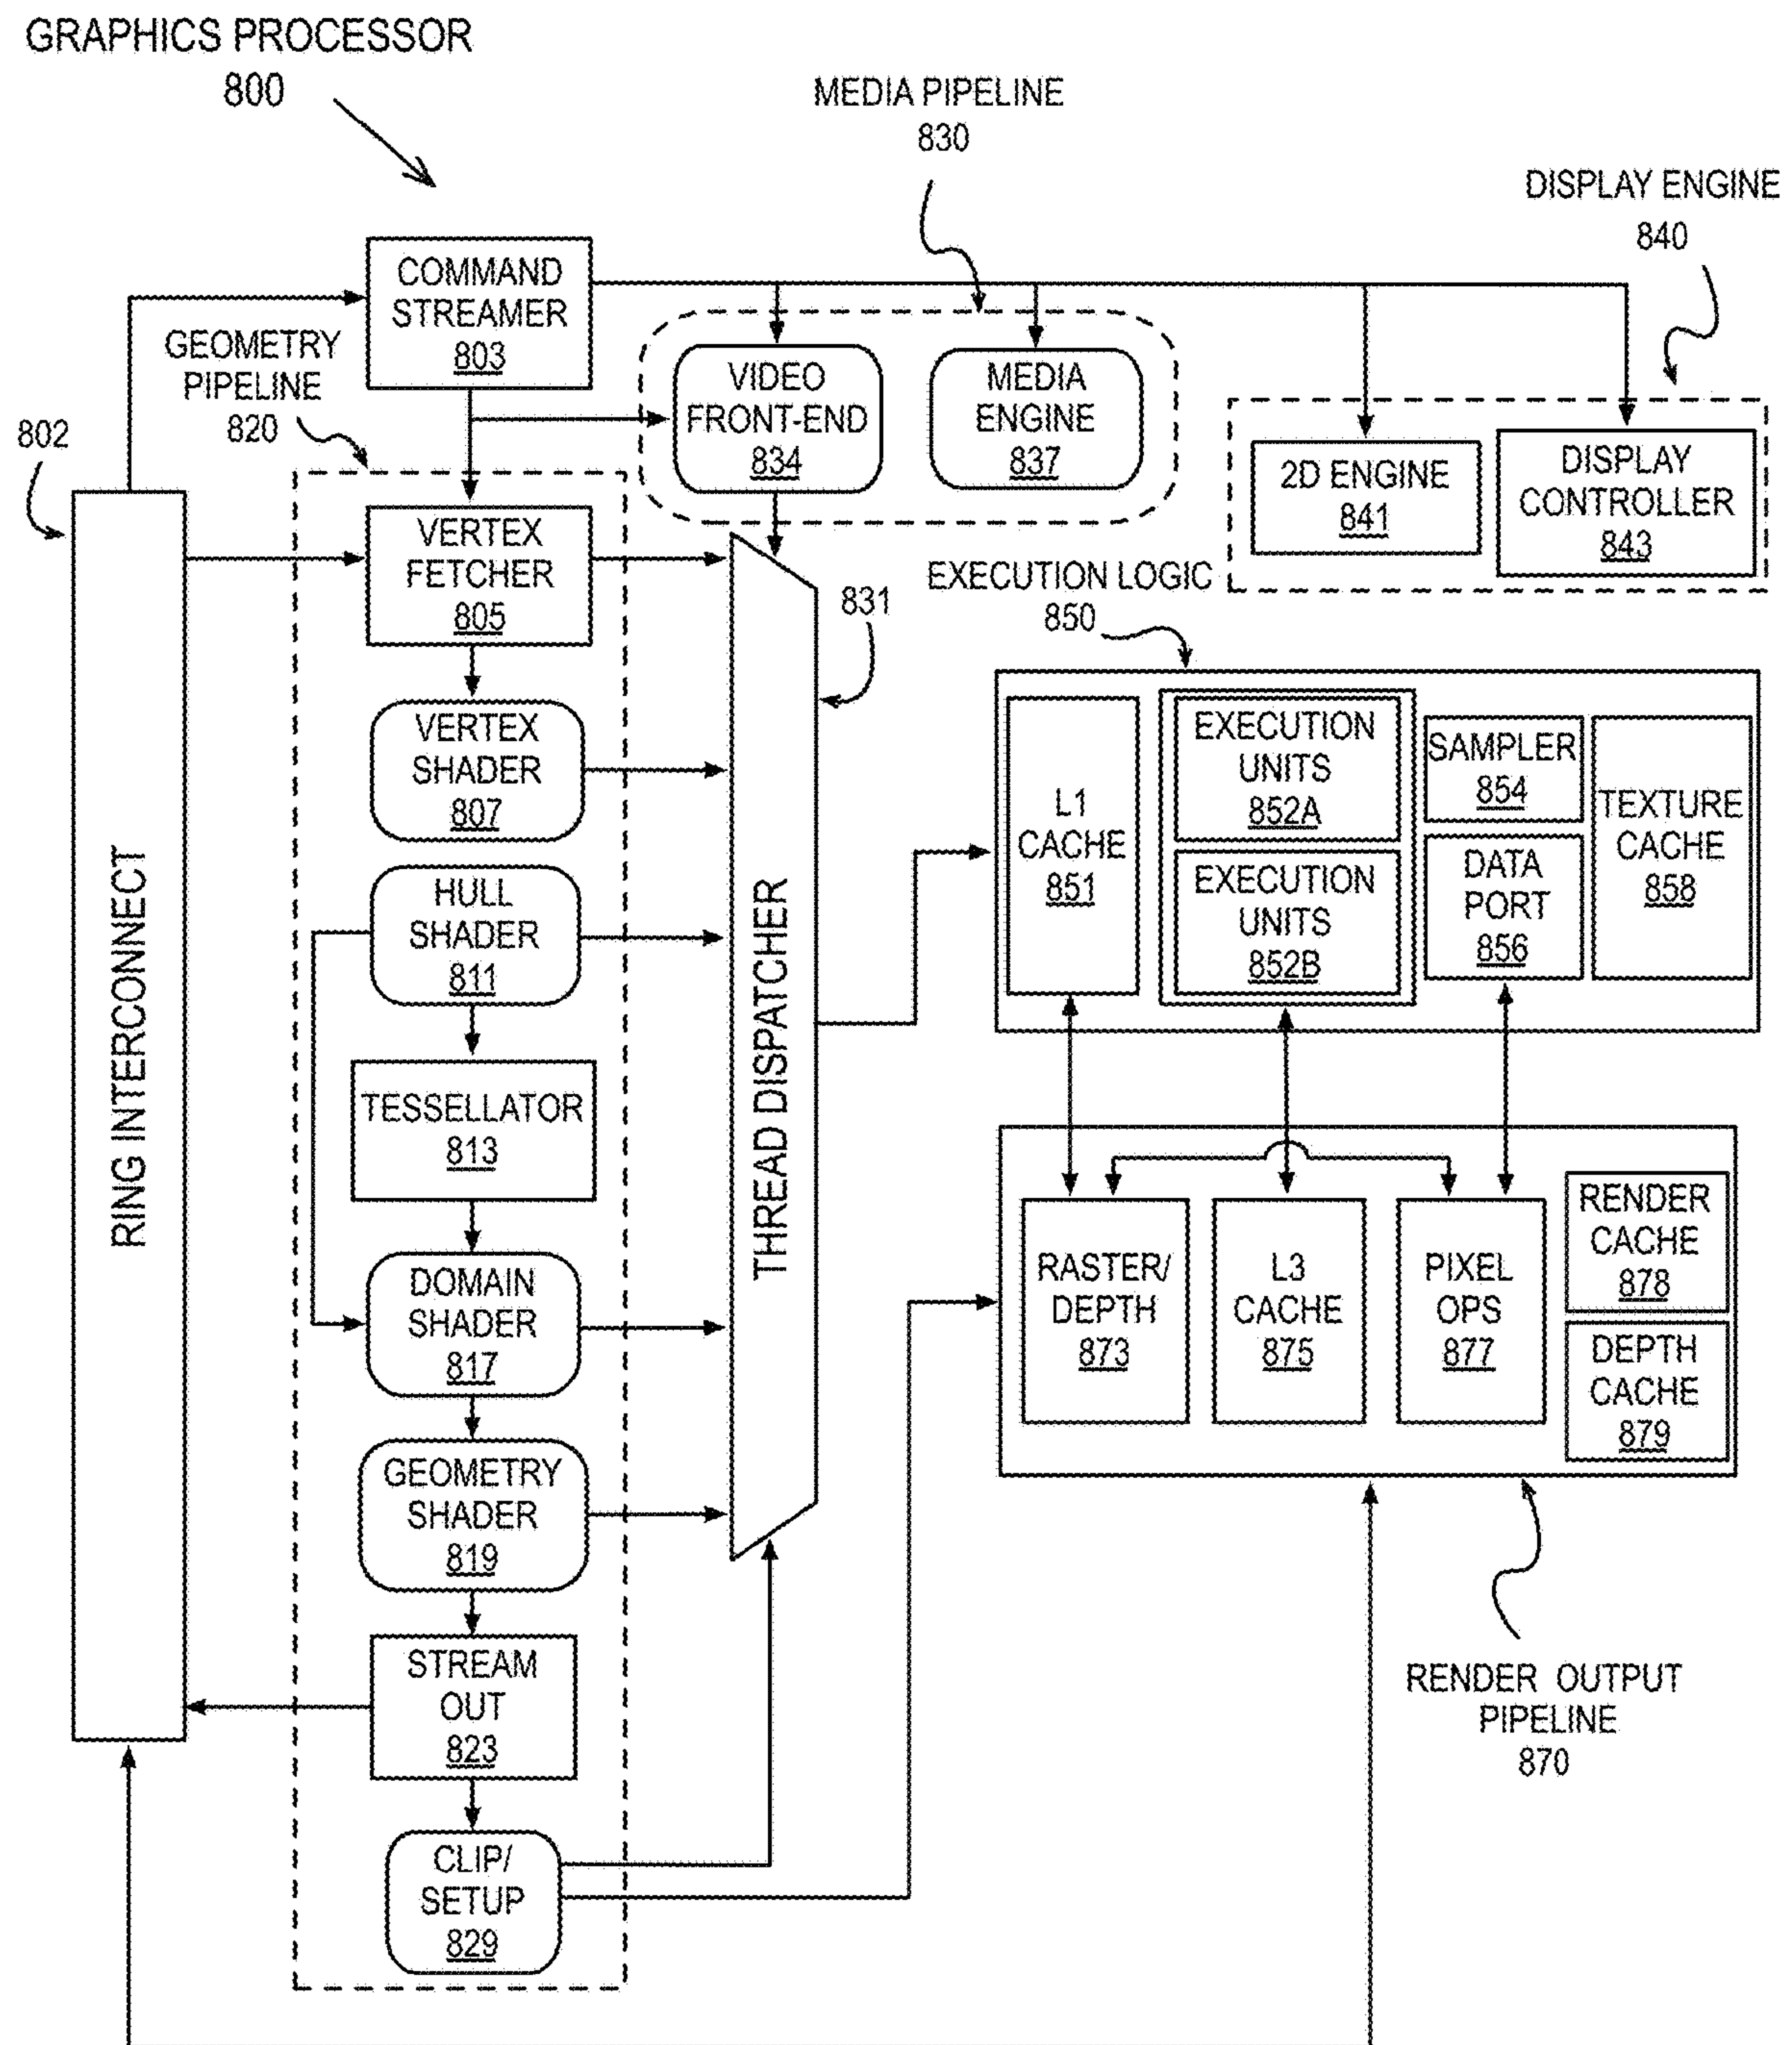 GRAPHICS PROCESSOR
800
MEDIA PIPELINE
830
DISPLAY ENGINE
840
COMMAND
STREAMER
803
GEOMETRY
PIPELINE
820
802
VIDEO
FRONT-END
834
MEDIA
ENGINE
837
2D ENGINE
841
DISPLAY
CONTROLLER
843
RING INTERCONNECT
VERTEX
FETCHER
805
VERTEX
SHADER
807
HULL
SHADER
811
TESSELLATOR
813
DOMAIN
SHADER
817
GEOMETRY
SHADER
819
STREAM
OUT
823
CLIP/
SETUP
829
THREAD DISPATCHER
831
EXECUTION LOGIC
850
L1
CACHE
851
EXECUTION
UNITS
852A
EXECUTION
UNITS
852B
SAMPLER
854
DATA
PORT
856
TEXTURE
CACHE
858
RASTER/
DEPTH
873
L3
CACHE
875
PIXEL
OPS
877
RENDER
CACHE
878
DEPTH
CACHE
879
RENDER OUTPUT
PIPELINE
870